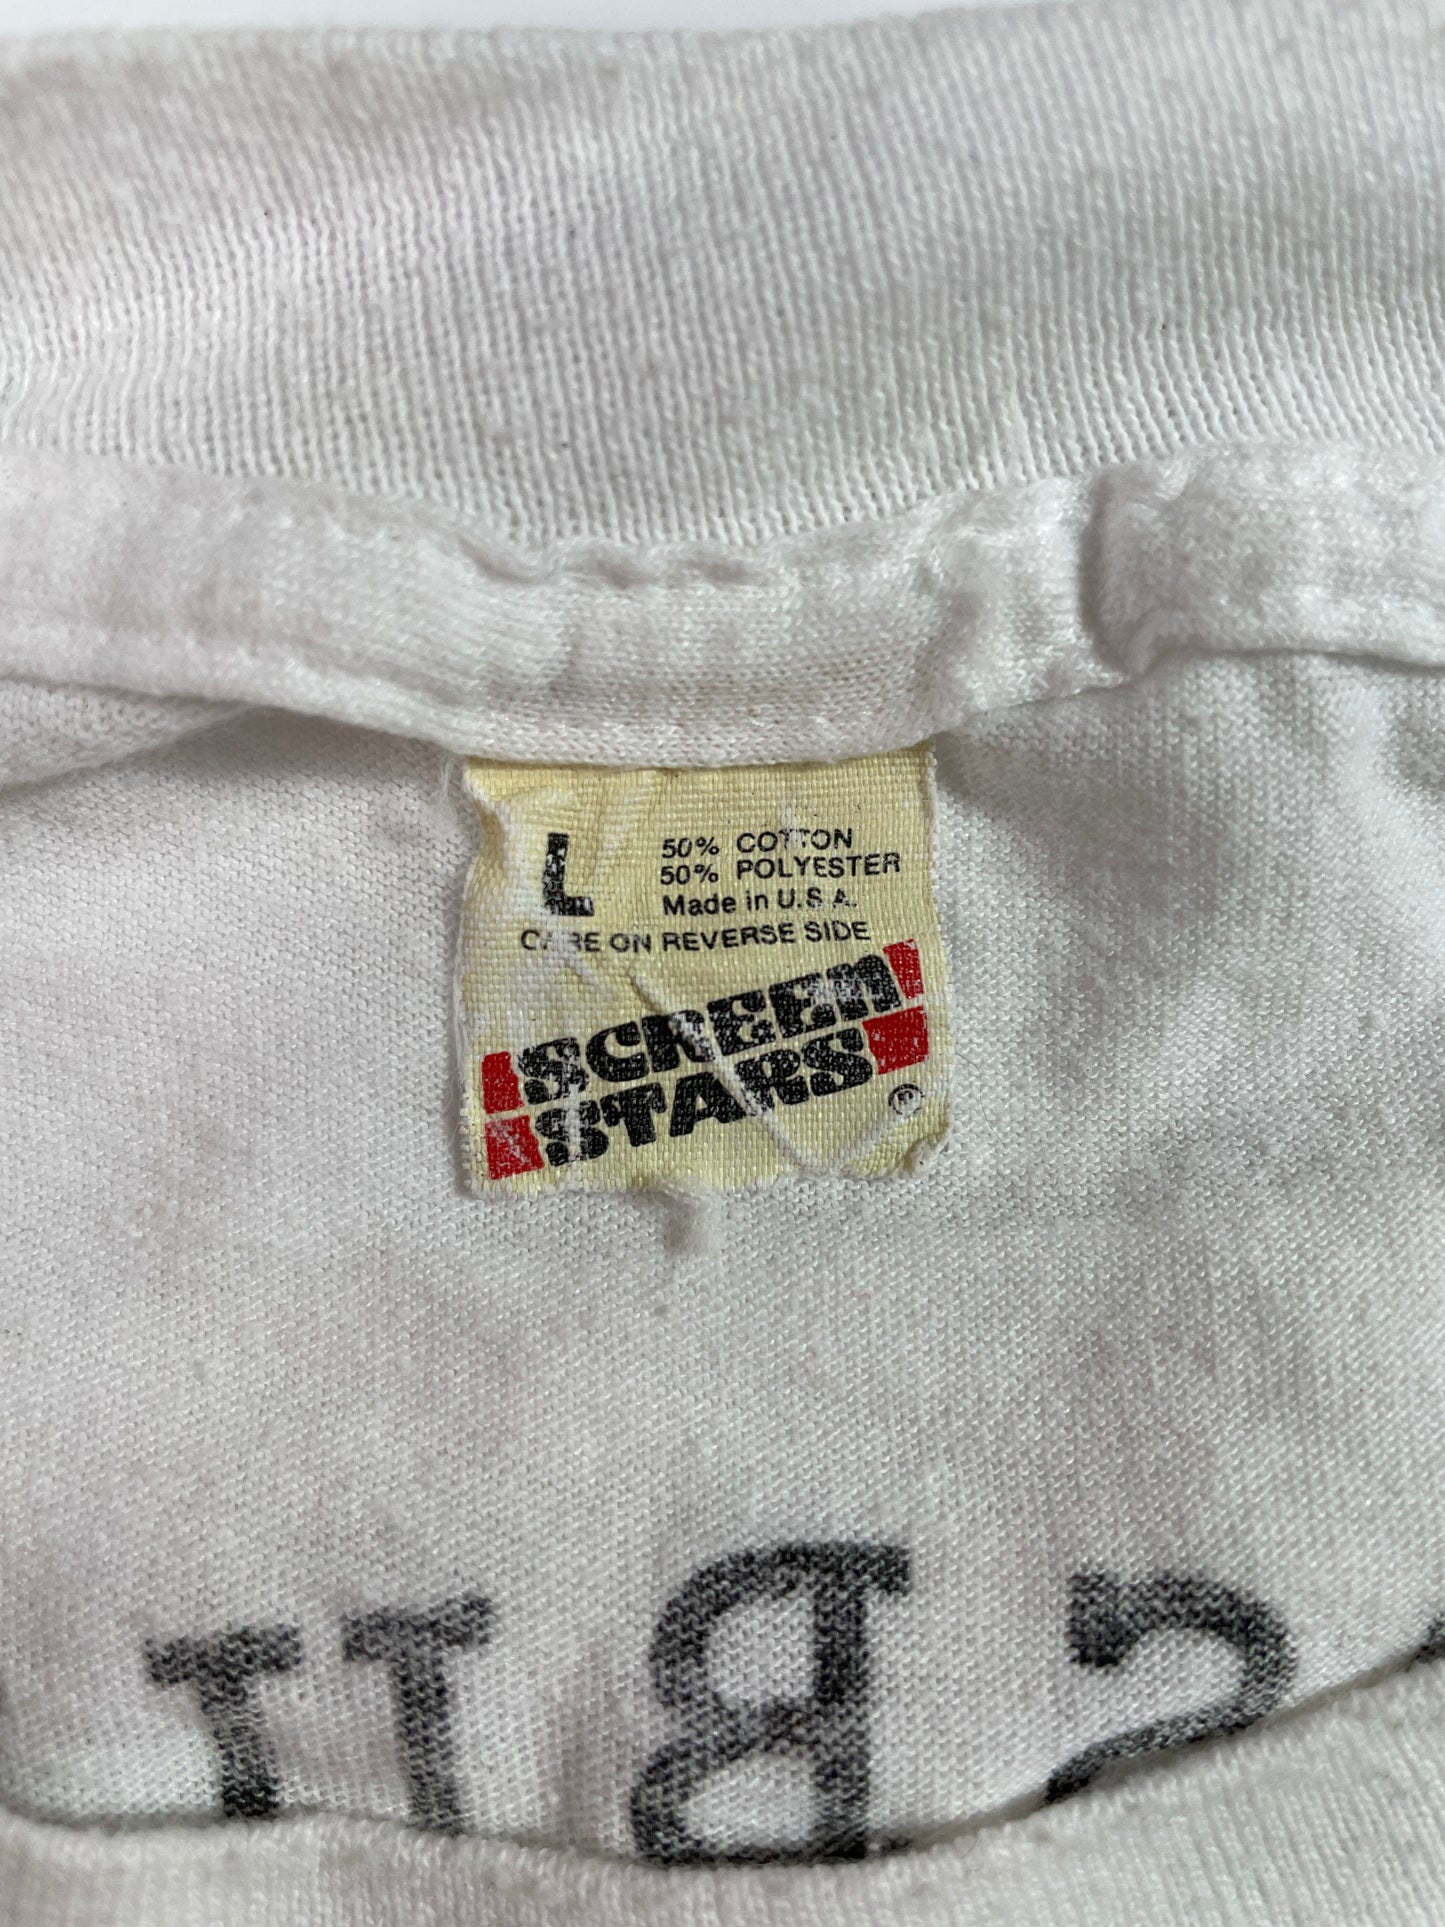 L
50% COTTON
50% POLYESTER
Made in U.S.A.
CARE ON REVERSE SIDE
SCREEN
STARS
®